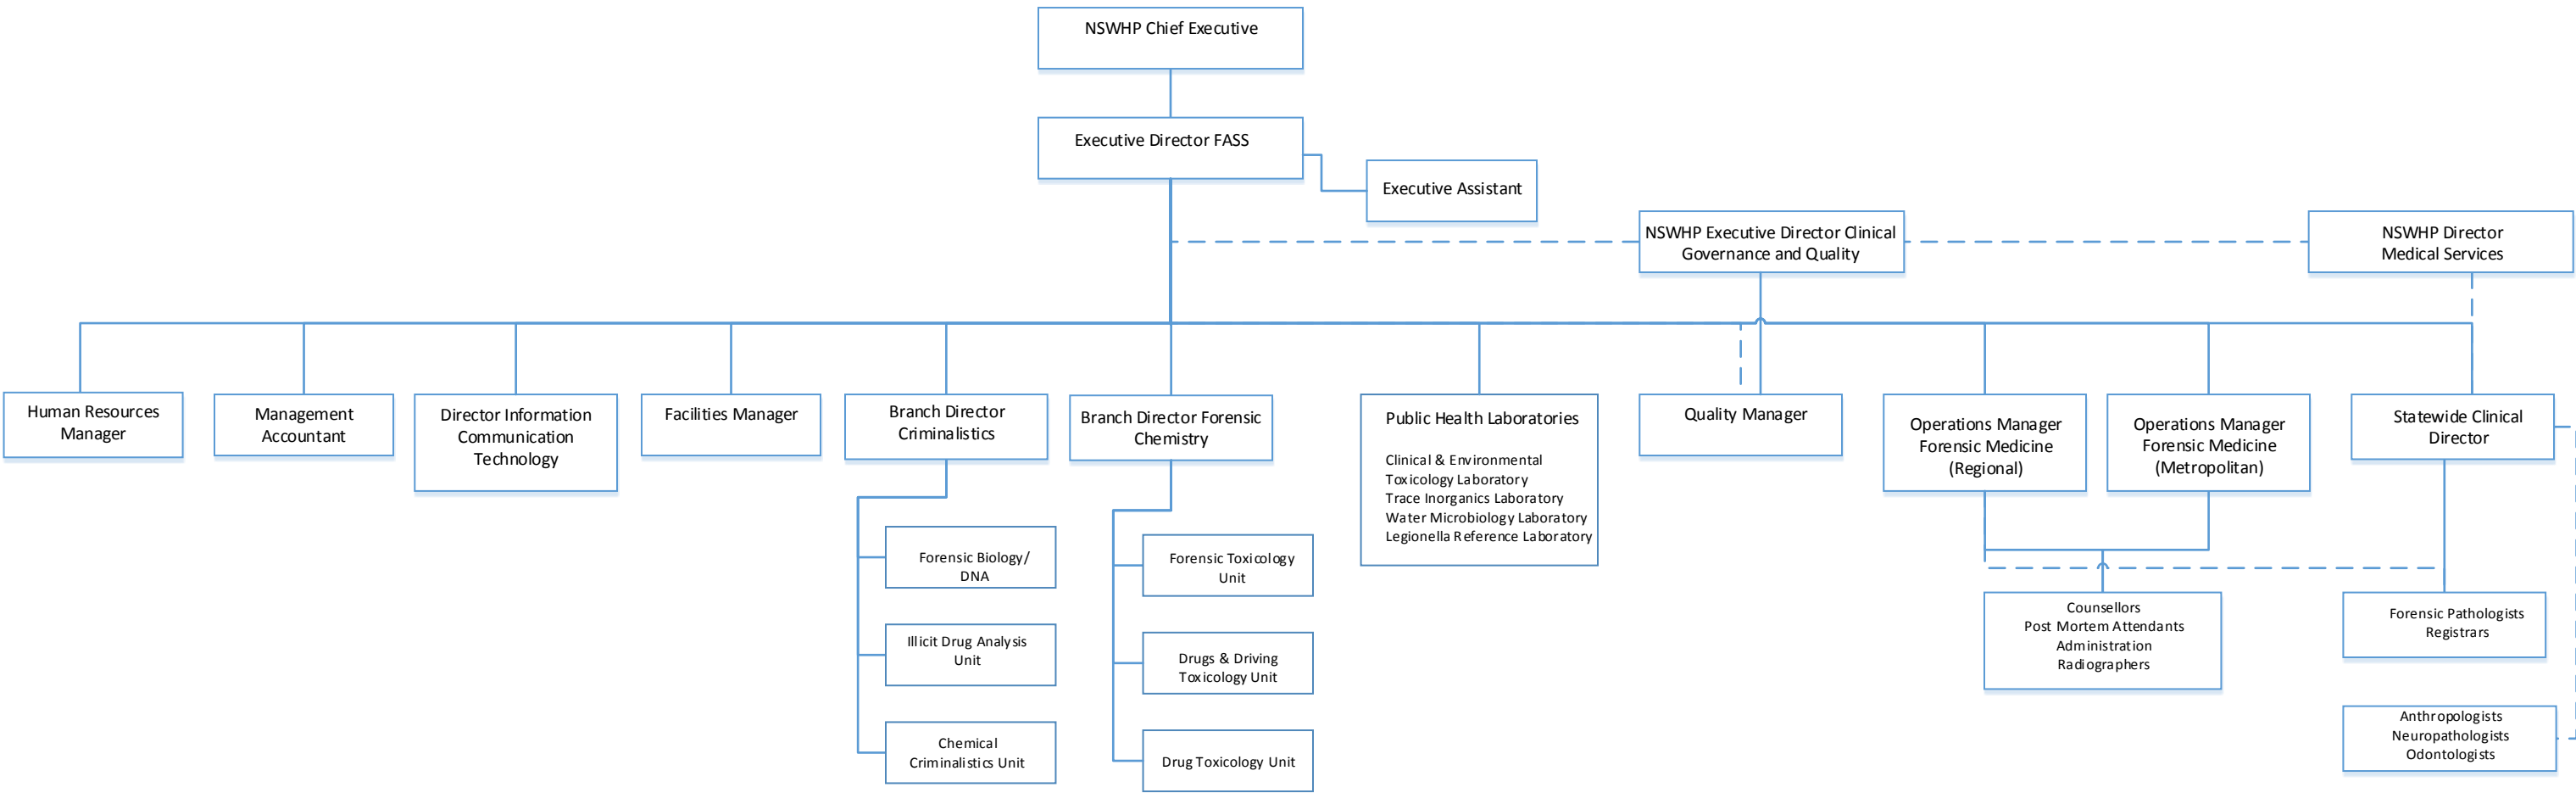 NSWHP Chief Executive
Executive Director FASS
Executive Assistant
NSWHP Executive Director Clinical
Governance and Quality
NSWHP Director
Medical Services
Human Resources
Manager
Management
Accountant
Director Information
Communication
Technology
Facilities Manager
Branch Director
Criminalistics
Branch Director Forensic
Chemistry
Public Health Laboratories
Clinical & Environmental
Toxicology Laboratory
Trace Inorganics Laboratory
Water Microbiology Laboratory
Legionella Reference Laboratory
Quality Manager
Operations Manager
Forensic Medicine
(Regional)
Operations Manager
Forensic Medicine
(Metropolitan)
Statewide Clinical
Director
Forensic Biology/
DNA
Illicit Drug Analysis
Unit
Chemical
Criminalistics Unit
Forensic Toxicology
Unit
Drugs & Driving
Toxicology Unit
Drug Toxicology Unit
Counsellors
Post Mortem Attendants
Administration
Radiographers
Forensic Pathologists
Registrars
Anthropologists
Neuropathologists
Odontologists